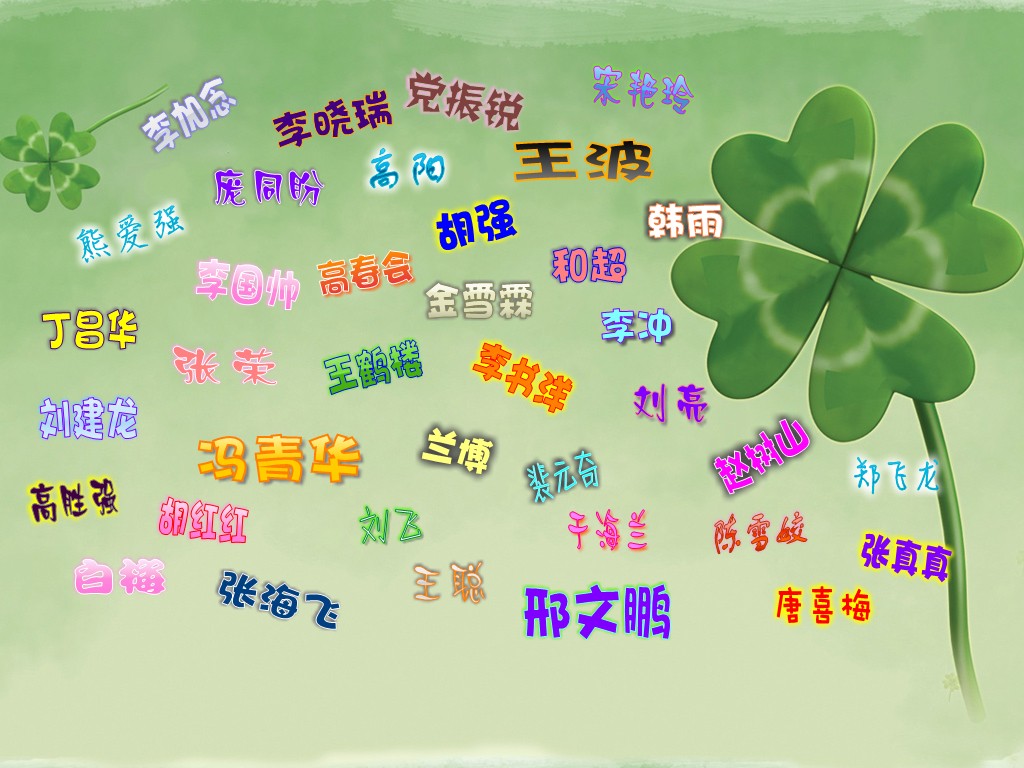 李加念
李晓瑞
党振锐
宋艳玲
庞同盼
高阳
王波
熊爱强
胡强
韩雨
李国帅
高春会
金雪霖
和超
丁昌华
李冲
张荣
王鹤楼
李书洋
刘亮
刘建龙
冯青华
兰博
裴元奇
赵树山
郑飞龙
高胜强
胡红红
刘飞
于海兰
陈雪姣
张真真
白梅
张海飞
王聪
邢文鹏
唐喜梅